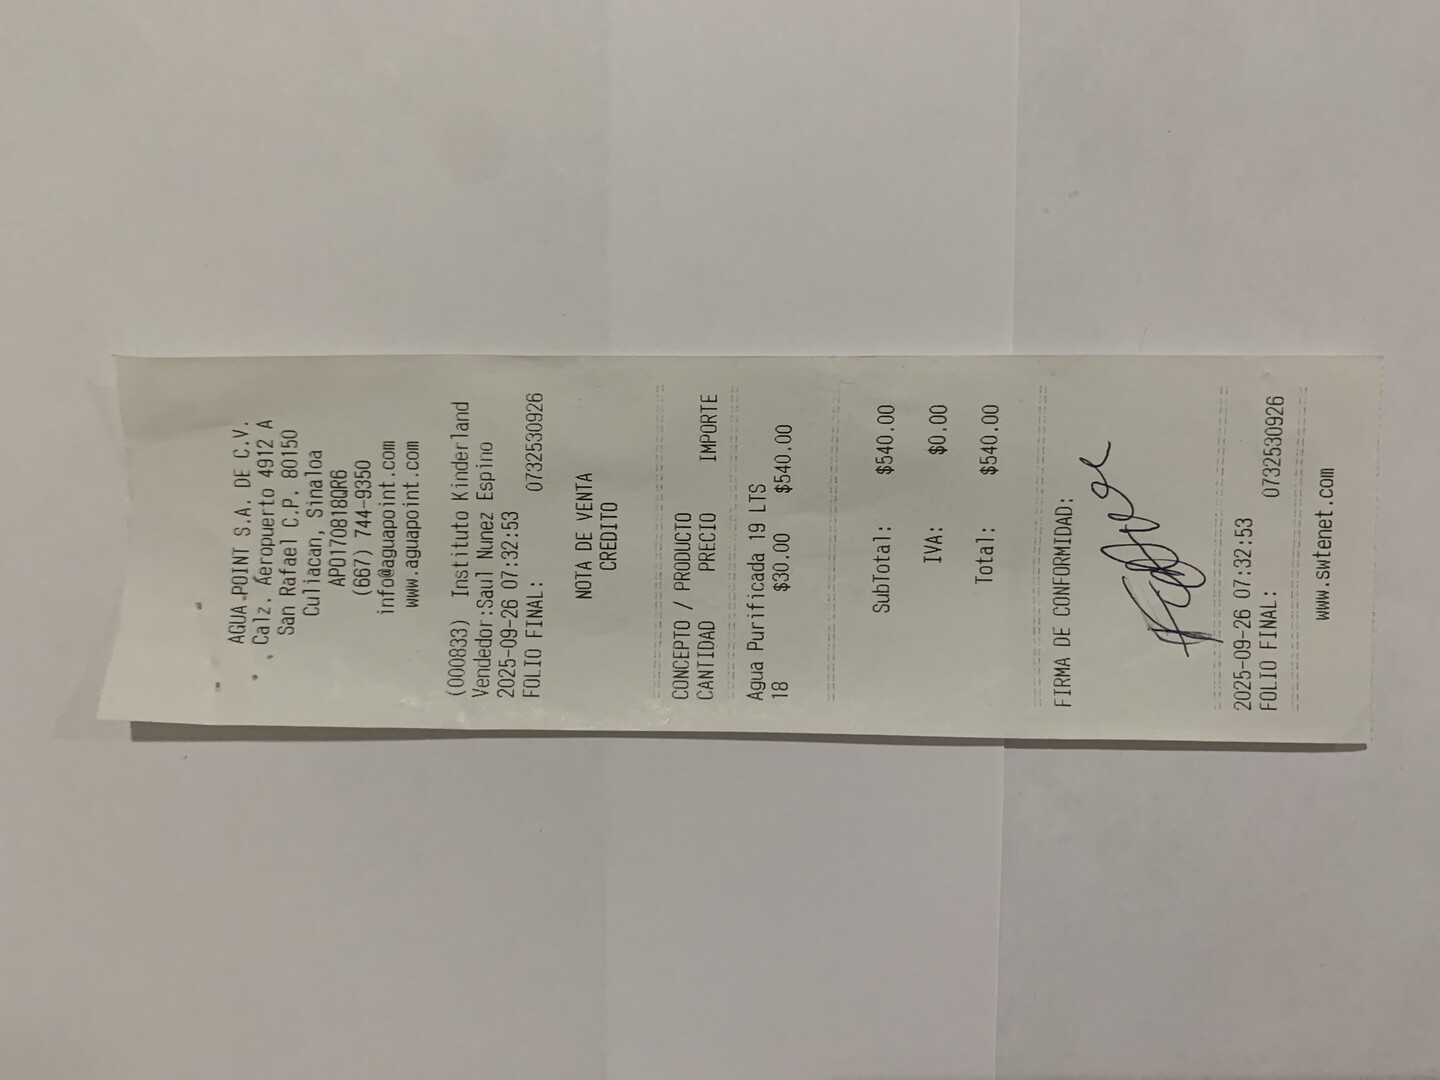 AGUA POINT S.A. DE C.V.
Calz. Aeropuerto 4912 A
San Rafael C.P. 80150
Culiacan, Sinaloa
APO170818QR6
(667) 744-9350
info@aguapoint.com
www.aguapoint.com
(000833) Instituto Kinderland
Vendedor:Saul Nunez Espino
2025-09-26 07:32:53
FOLIO FINAL: 0732530926
NOTA DE VENTA
CREDITO
CONCEPTO / PRODUCTO
CANTIDAD PRECIO IMPORTE
Agua Purificada 19 LTS
18 $30.00 $540.00
SubTotal: $540.00
IVA: $0.00
Total: $540.00
FIRMA DE CONFORMIDAD:
2025-09-26 07:32:53
FOLIO FINAL: 0732530926
www.swtenet.com